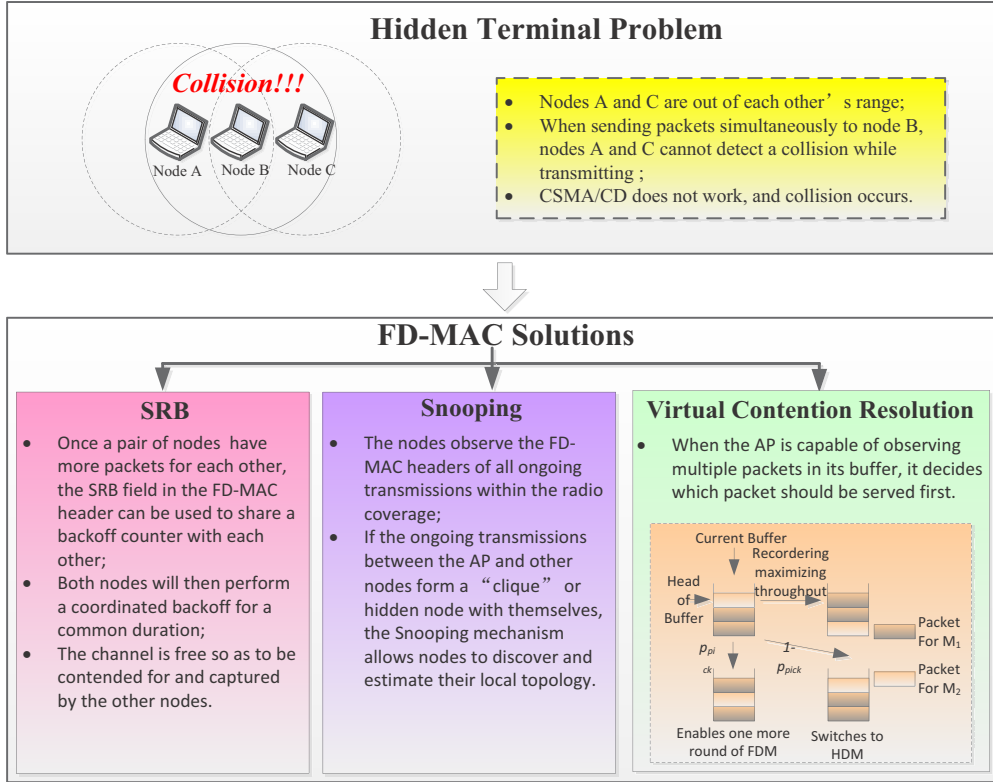 Hidden Terminal Problem
Collision!!!
Node A
Node B
Node C
• Nodes A and C are out of each other’s range;
• When sending packets simultaneously to node B,
nodes A and C cannot detect a collision while
transmitting ;
• CSMA/CD does not work, and collision occurs.
FD-MAC Solutions
SRB
• Once a pair of nodes have
more packets for each other,
the SRB field in the FD-MAC
header can be used to share a
backoff counter with each
other;
• Both nodes will then perform
a coordinated backoff for a
common duration;
• The channel is free so as to be
contended for and captured
by the other nodes.
Snooping
• The nodes observe the FD-
MAC headers of all ongoing
transmissions within the radio
coverage;
• If the ongoing transmissions
between the AP and other
nodes form a “clique” or
hidden node with themselves,
the Snooping mechanism
allows nodes to discover and
estimate their local topology.
Virtual Contention Resolution
• When the AP is capable of observing
multiple packets in its buffer, it decides
which packet should be served first.
Current Buffer
Recordering
maximizing
throughput
Head
of
Buffer
Packet
For M1
p pi
ck
1-
p pick
Packet
For M2
Enables one more
round of FDM
Switches to
HDM